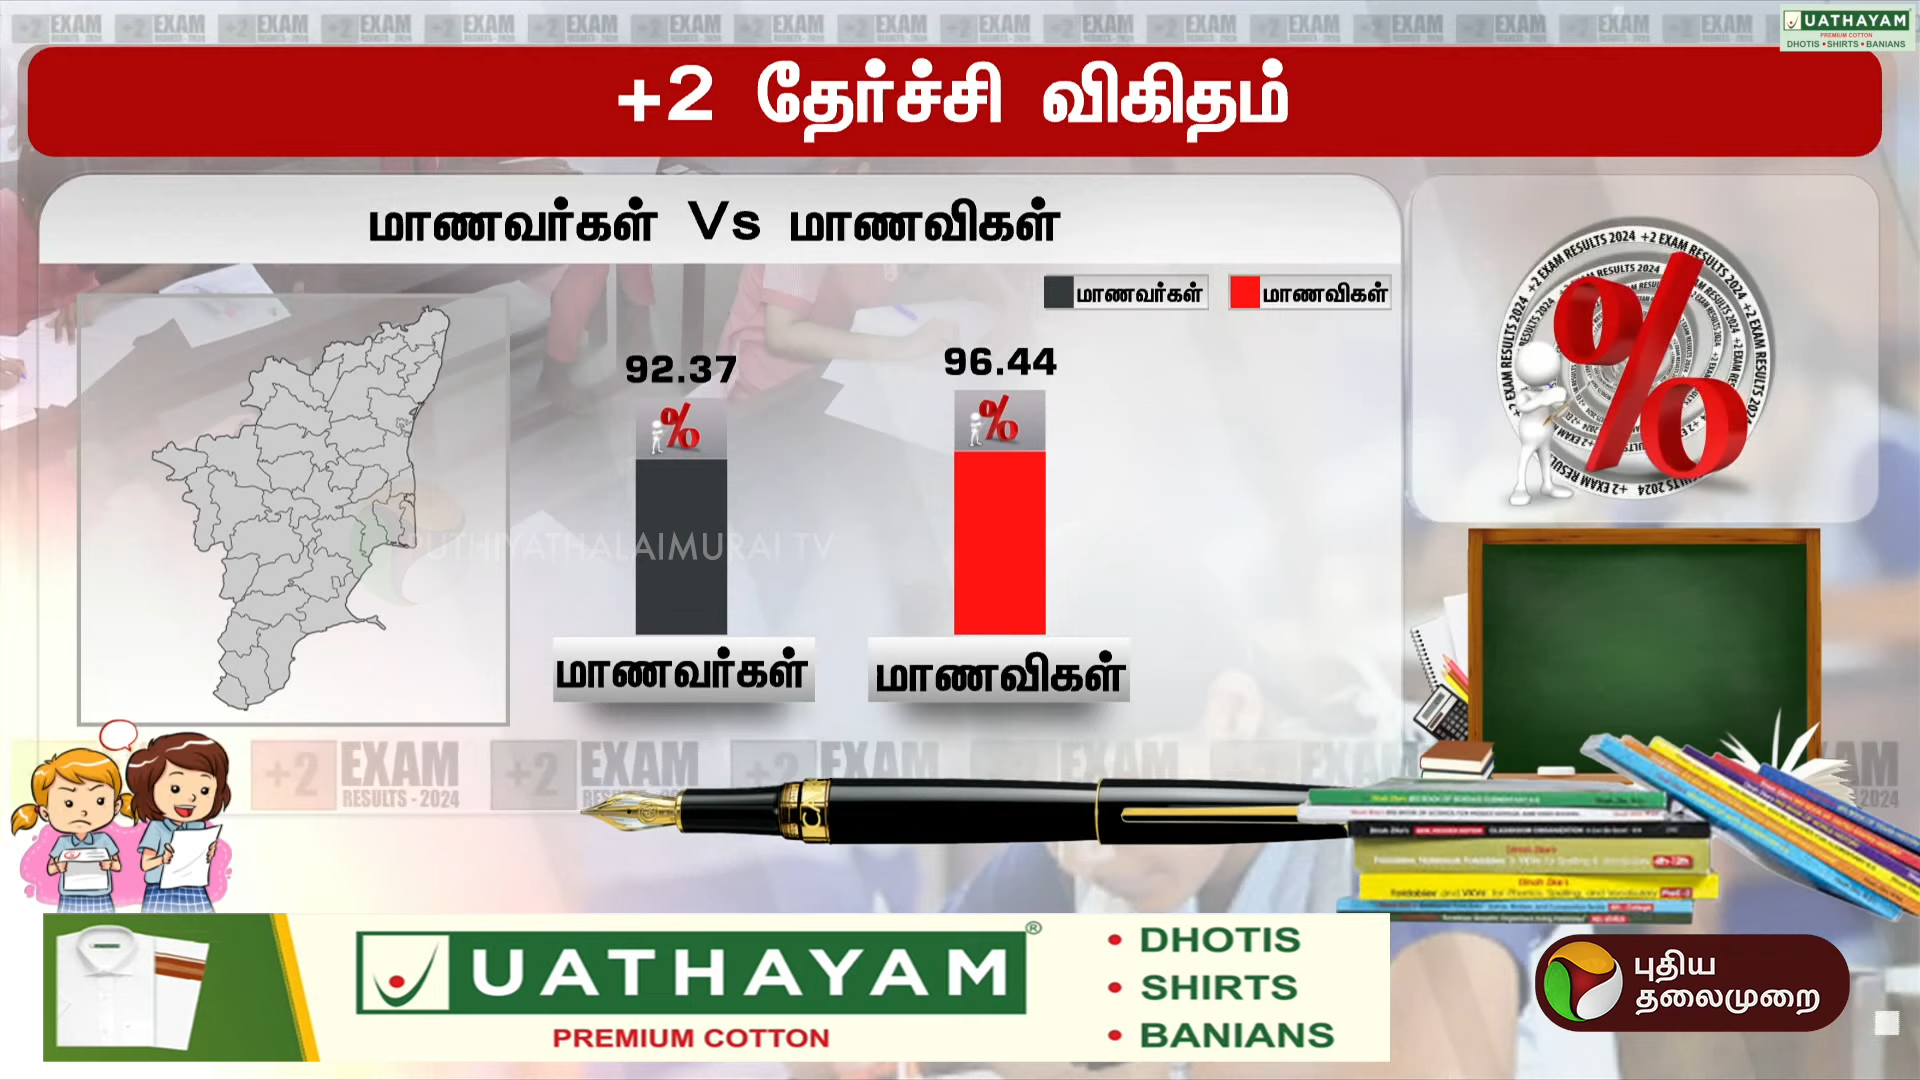 UATHAYAM
PREMIUM COTTON
DHOTIS • SHIRTS • BANIANS
+2 தேர்ச்சி விகிதம்
மாணவர்கள் Vs மாணவிகள்
மாணவர்கள்
மாணவிகள்
92.37
96.44
%
%
%
+2 EXAM RESULTS 2024
PUTHIYATHALAIMURAI TV
மாணவர்கள்
மாணவிகள்
+2 EXAM RESULTS - 2024
UATHAYAM®
PREMIUM COTTON
• DHOTIS
• SHIRTS
• BANIANS
புதிய
தலைமுறை